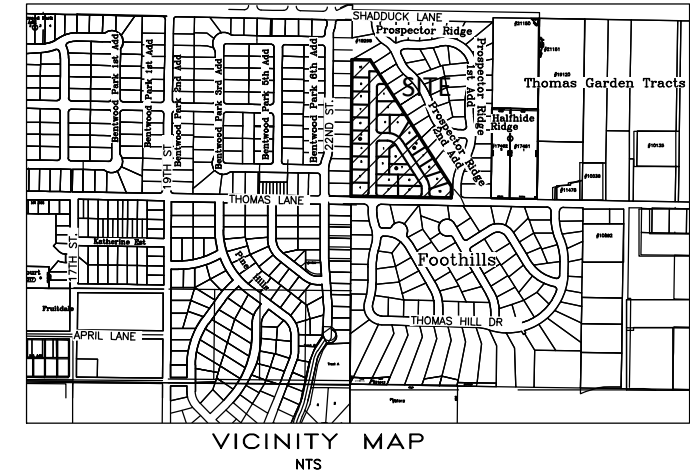 SHADDUCK LANE
Prospector Ridge
Prospector Ridge
1st Add
SITE
Thomas Garden Tracts
Halfhide
Ridge
Prospector Ridge
2nd Add
Bentwood Park 1st Add
Bentwood Park 1st Add
Bentwood Park 2nd Add
Bentwood Park 3rd Add
Bentwood Park 6th Add
Bentwood Park 6th Add
22ND ST.
19TH ST
THOMAS LANE
17TH ST.
Katherine Est
Pine Hills
Foothills
Fruitdale
THOMAS HILL DR
APRIL LANE
VICINITY MAP
NTS